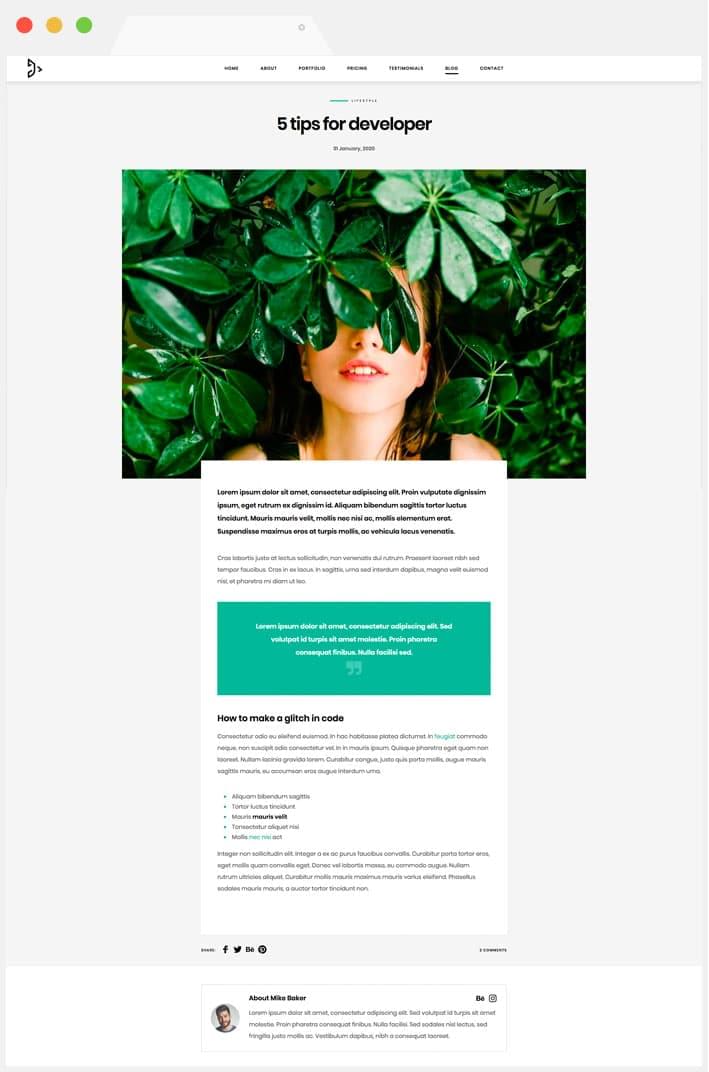 HOME ABOUT PORTFOLIO PRICING TESTIMONIALS BLOG CONTACT
LIFESTYLE
5 tips for developer
31 January, 2020
Lorem ipsum dolor sit amet, consectetur adipiscing elit. Proin vulputate dignissim
ipsum, eget rutrum ex dignissim id. Aliquam bibendum sagittis tortor luctus
tincidunt. Mauris mauris velit, mollis nec nisi ac, mollis elementum erat.
Suspendisse maximus eros at turpis mollis, ac vehicula lacus venenatis.
Cras lobortis justo at lectus sollicitudin, non venenatis dui rutrum. Praesent laoreet nibh sed
tempor faucibus. Cras in ex lacus. In sagittis, urna sed interdum dapibus, magna velit euismod
nisi, et pharetra mi diam ut leo.
Lorem ipsum dolor sit amet, consectetur adipiscing elit. Sed
volutpat id turpis sit amet molestie. Proin pharetra
consequat finibus. Nulla facilisi sed.
How to make a glitch in code
Consectetur odio eu eleifend euismod. In hac habitasse platea dictumst. In feugiat commodo
neque, non suscipit odio consectetur vel. In in mauris ipsum. Quisque pharetra eget quam non
laoreet. Nullam lacinia gravida lorem. Curabitur congue, justo quis porta mollis, augue mauris
sagittis mauris, eu accumsan eros augue interdum urna.
Aliquam bibendum sagittis
Tortor luctus tincidunt
Mauris mauris velit
Consectetur aliquet nisi
Mollis nec nisi act
Integer non sollicitudin elit. Integer a ex ac purus faucibus convallis. Curabitur porta tortor eros,
eget mollis quam convallis eget. Donec vel lobortis massa, eu commodo augue. Nullam
rutrum ultricies aliquet. Curabitur mollis mauris maximus mauris varius eleifend. Phasellus
sodales mauris mauris, a auctor tortor tincidunt non.
SHARE: Bē 2 COMMENTS
About Mike Baker Bē
Lorem ipsum dolor sit amet, consectetur adipiscing elit. Sed volutpat id turpis sit amet
molestie. Proin pharetra consequat finibus. Nulla facilisi. Sed sodales nisl lectus, sed
fringilla justo mollis ac. Vestibulum dapibus, nibh a consequat laoreet.